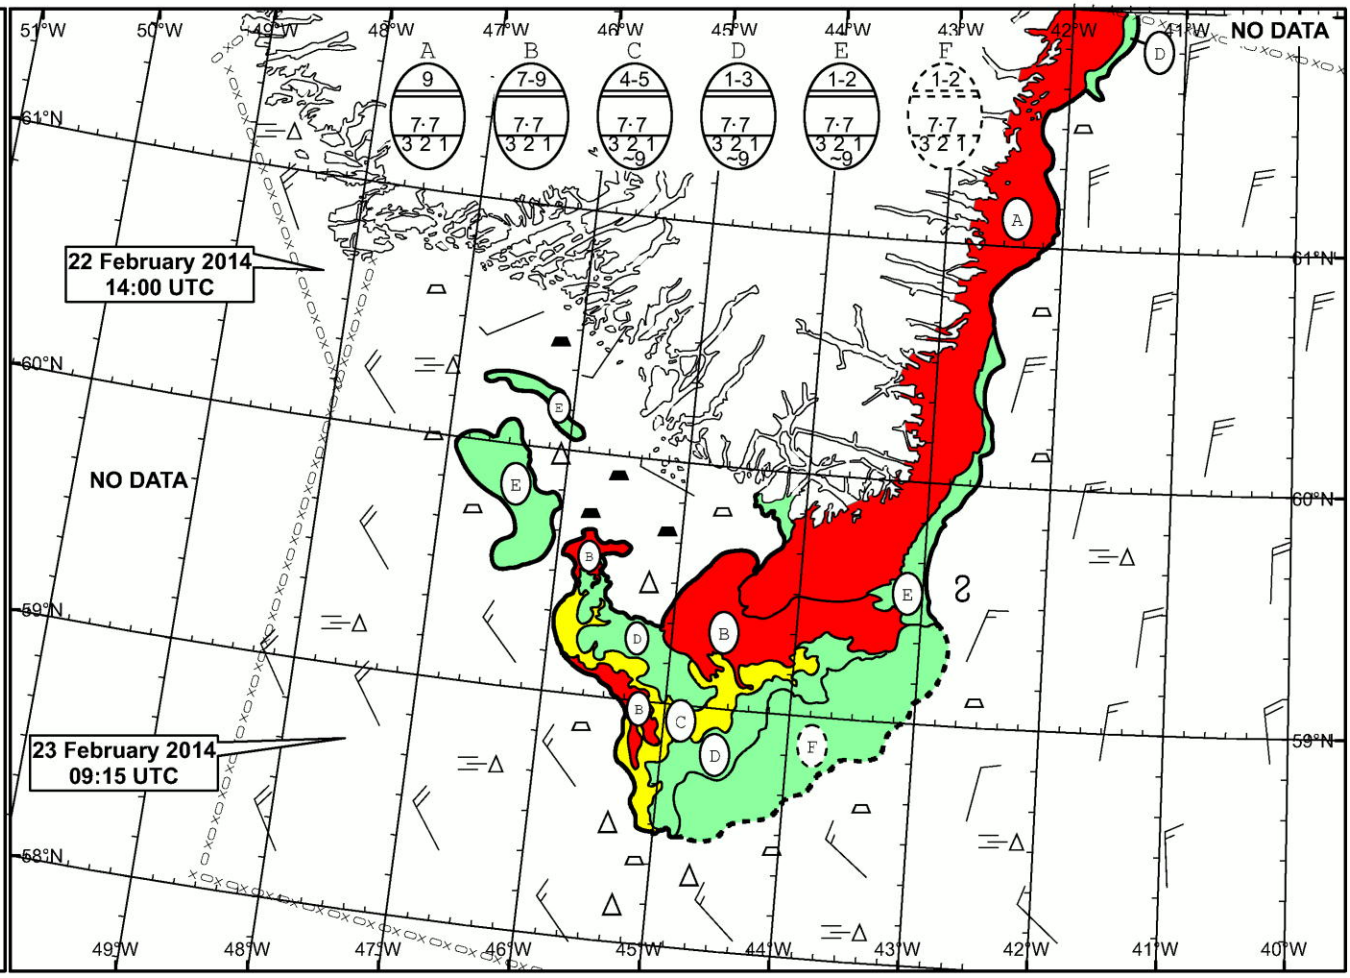 51°W 50°W 49°W 48°W 47°W 46°W 45°W 44°W 43°W 42°W 41°W NO DATA
A B C D E F
9 7-9 4-5 1-3 1-2 1-2
7·7 7·7 7·7 7·7 7·7 7·7
3 2 1 3 2 1 3 2 1 3 2 1 3 2 1 3 2 1
~9 ~9 ~9
D
61°N
A
22 February 2014
14:00 UTC
61°N
60°N
E
NO DATA
E
60°N
B
E
59°N
D
B
B
C
23 February 2014
09:15 UTC
D
F
59°N
58°N
49°W 48°W 47°W 46°W 45°W 44°W 43°W 42°W 41°W 40°W